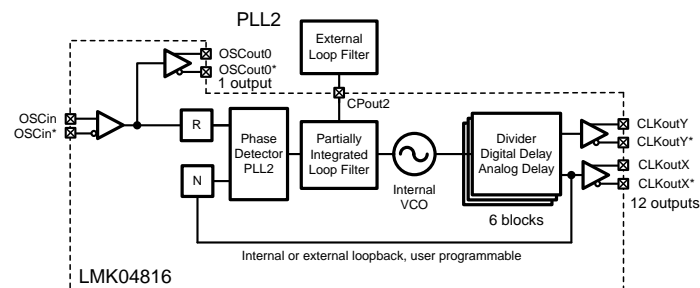 PLL2
OSCout0
OSCout0*
1 output
External
Loop Filter
OSCin
OSCin*
CPout2
R
N
Phase
Detector
PLL2
Partially
Integrated
Loop Filter
Internal
VCO
Divider
Digital Delay
Analog Delay
6 blocks
CLKoutY
CLKoutY*
CLKoutX
CLKoutX*
12 outputs
Internal or external loopback, user programmable
LMK04816